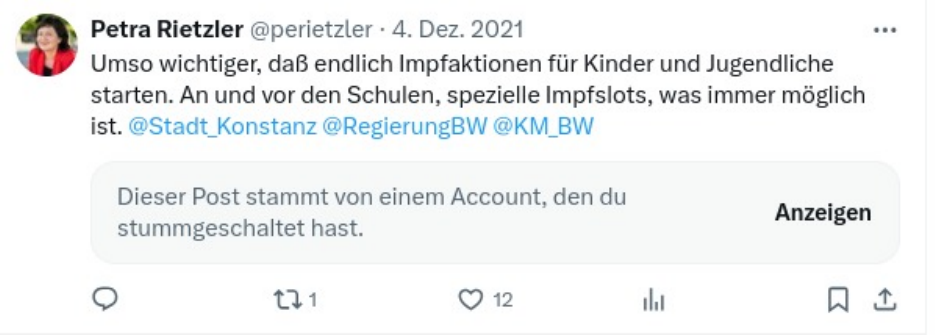 Petra Rietzler @perietzler · 4. Dez. 2021
Umso wichtiger, daß endlich Impfaktionen für Kinder und Jugendliche
starten. An und vor den Schulen, spezielle Impfslots, was immer möglich
ist. @Stadt_Konstanz @RegierungBW @KM_BW
Dieser Post stammt von einem Account, den du
stummgeschaltet hast.
Anzeigen
1 12